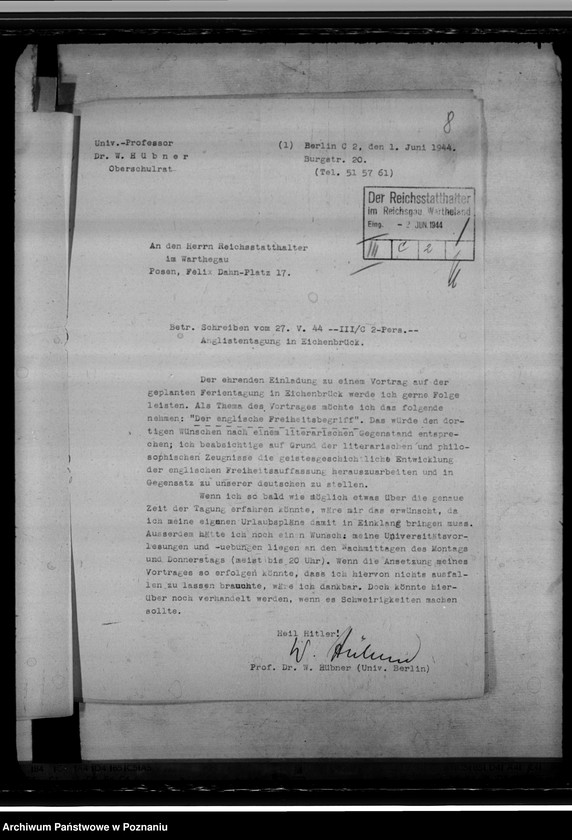 8
Univ.-Professor
Dr. W. H ü b n e r
Oberschulrat
(1) Berlin C 2, den 1. Juni 1944.
Burgstr. 20.
(Tel. 51 57 61)
Der Reichsstatthalter
im Reichsgau Wartheland
Eing. - 2 JUN 1944
III C 2
An den Herrn Reichsstatthalter
im Warthegau
Posen, Felix Dahn-Platz 17.
Betr. Schreiben vom 27. V. 44 --III/C 2-Pers.--
Anglistentagung in Eichenbrück.
Der ehrenden Einladung zu einem Vortrag auf der
geplanten Ferientagung in Eichenbrück werde ich gerne Folge
leisten. Als Thema des Vortrages möchte ich das folgende
nehmen: "Der englische Freiheitsbegriff". Das würde den dor-
tigen Wünschen nach einem literarischen Gegenstand entspre-
chen; ich beabsichtige auf Grund der literarischen und philo-
sophischen Zeugnisse die geistesgeschichtliche Entwicklung
der englischen Freiheitsauffassung herauszuarbeiten und in
Gegensatz zu unserer deutschen zu stellen.
Wenn ich so bald wie möglich etwas über die genaue
Zeit der Tagung erfahren könnte, wäre mir das erwünscht, da
ich meine eigenen Urlaubspläne damit in Einklang bringen muss.
Ausserdem hätte ich noch einen Wunsch: meine Universitätsvor-
lesungen und -uebungen liegen an den Nachmittagen des Montags
und Donnerstags (meist bis 20 Uhr). Wenn die Ansetzung meines
Vortrages so erfolgen könnte, dass ich hiervon nichts ausfal-
len zu lassen brauchte, wäre ich dankbar. Doch könnte hier-
über noch verhandelt werden, wenn es Schweirigkeiten machen
sollte.
Heil Hitler!
W. Hübner
Prof. Dr. W. Hübner (Univ. Berlin)
Archiwum Państwowe w Poznaniu